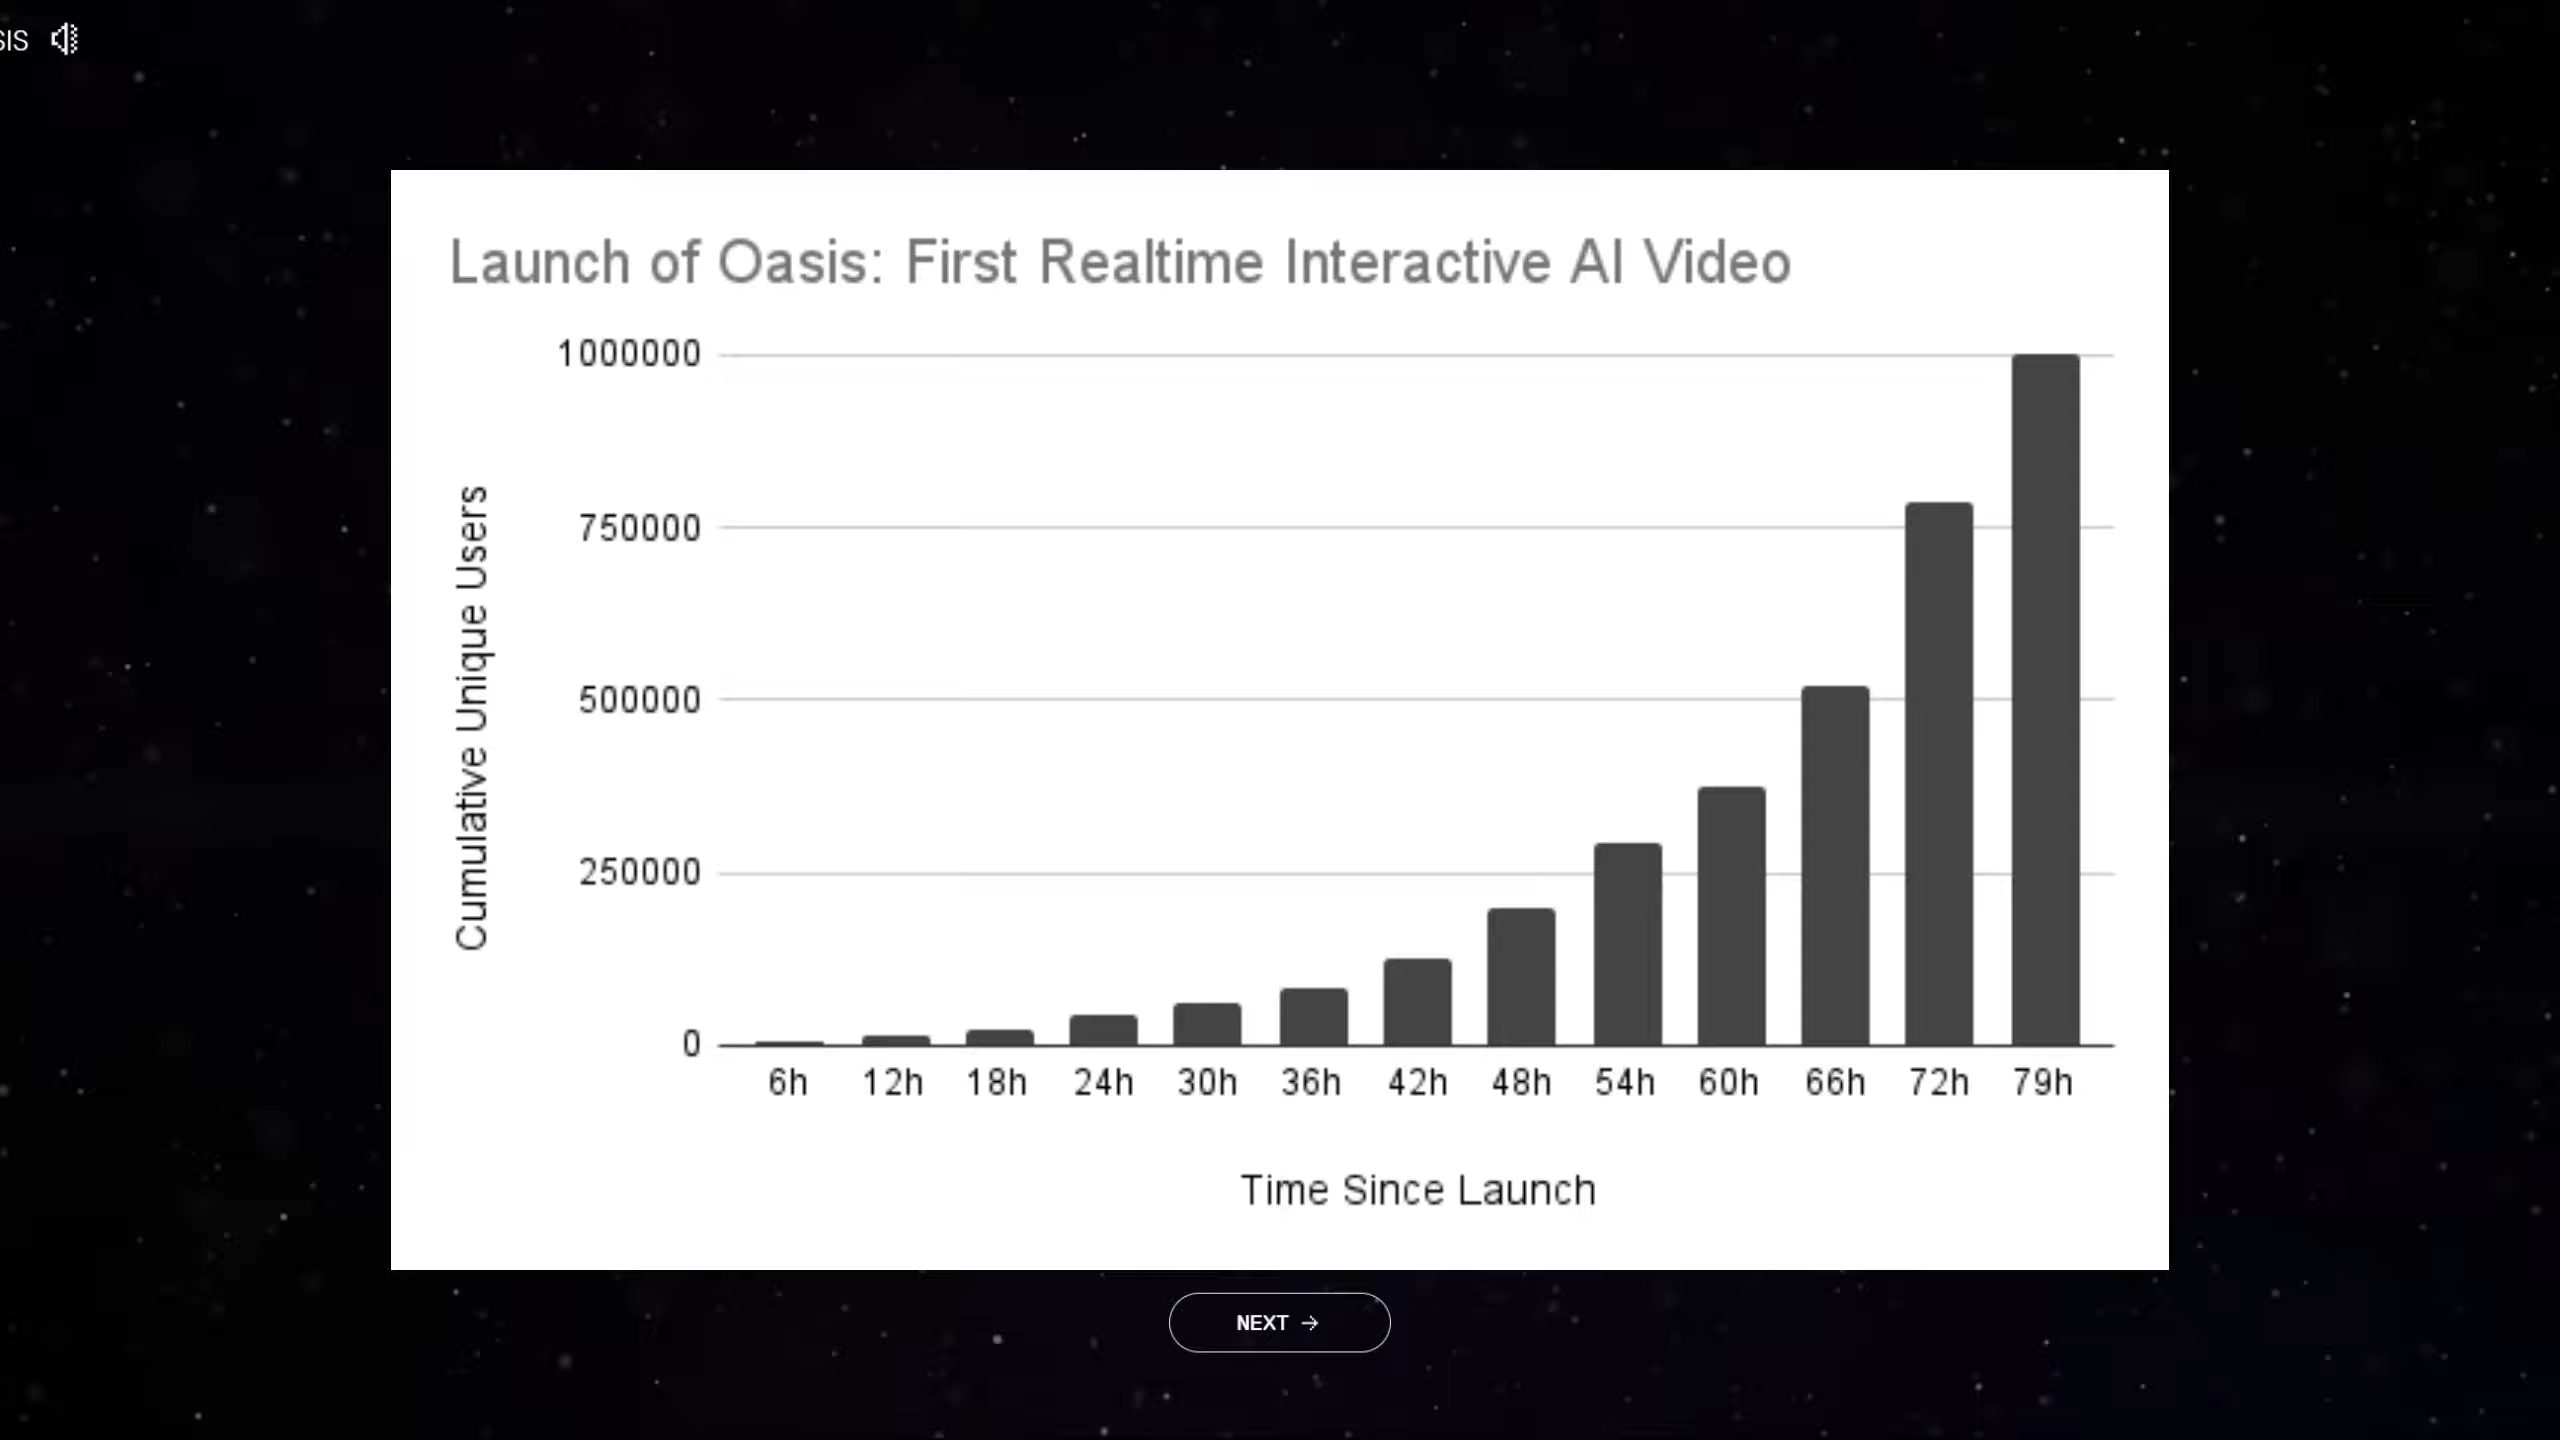 SIS
Launch of Oasis: First Realtime Interactive AI Video
1000000
750000
500000
250000
0
Cumulative Unique Users
6h 12h 18h 24h 30h 36h 42h 48h 54h 60h 66h 72h 79h
Time Since Launch
NEXT →